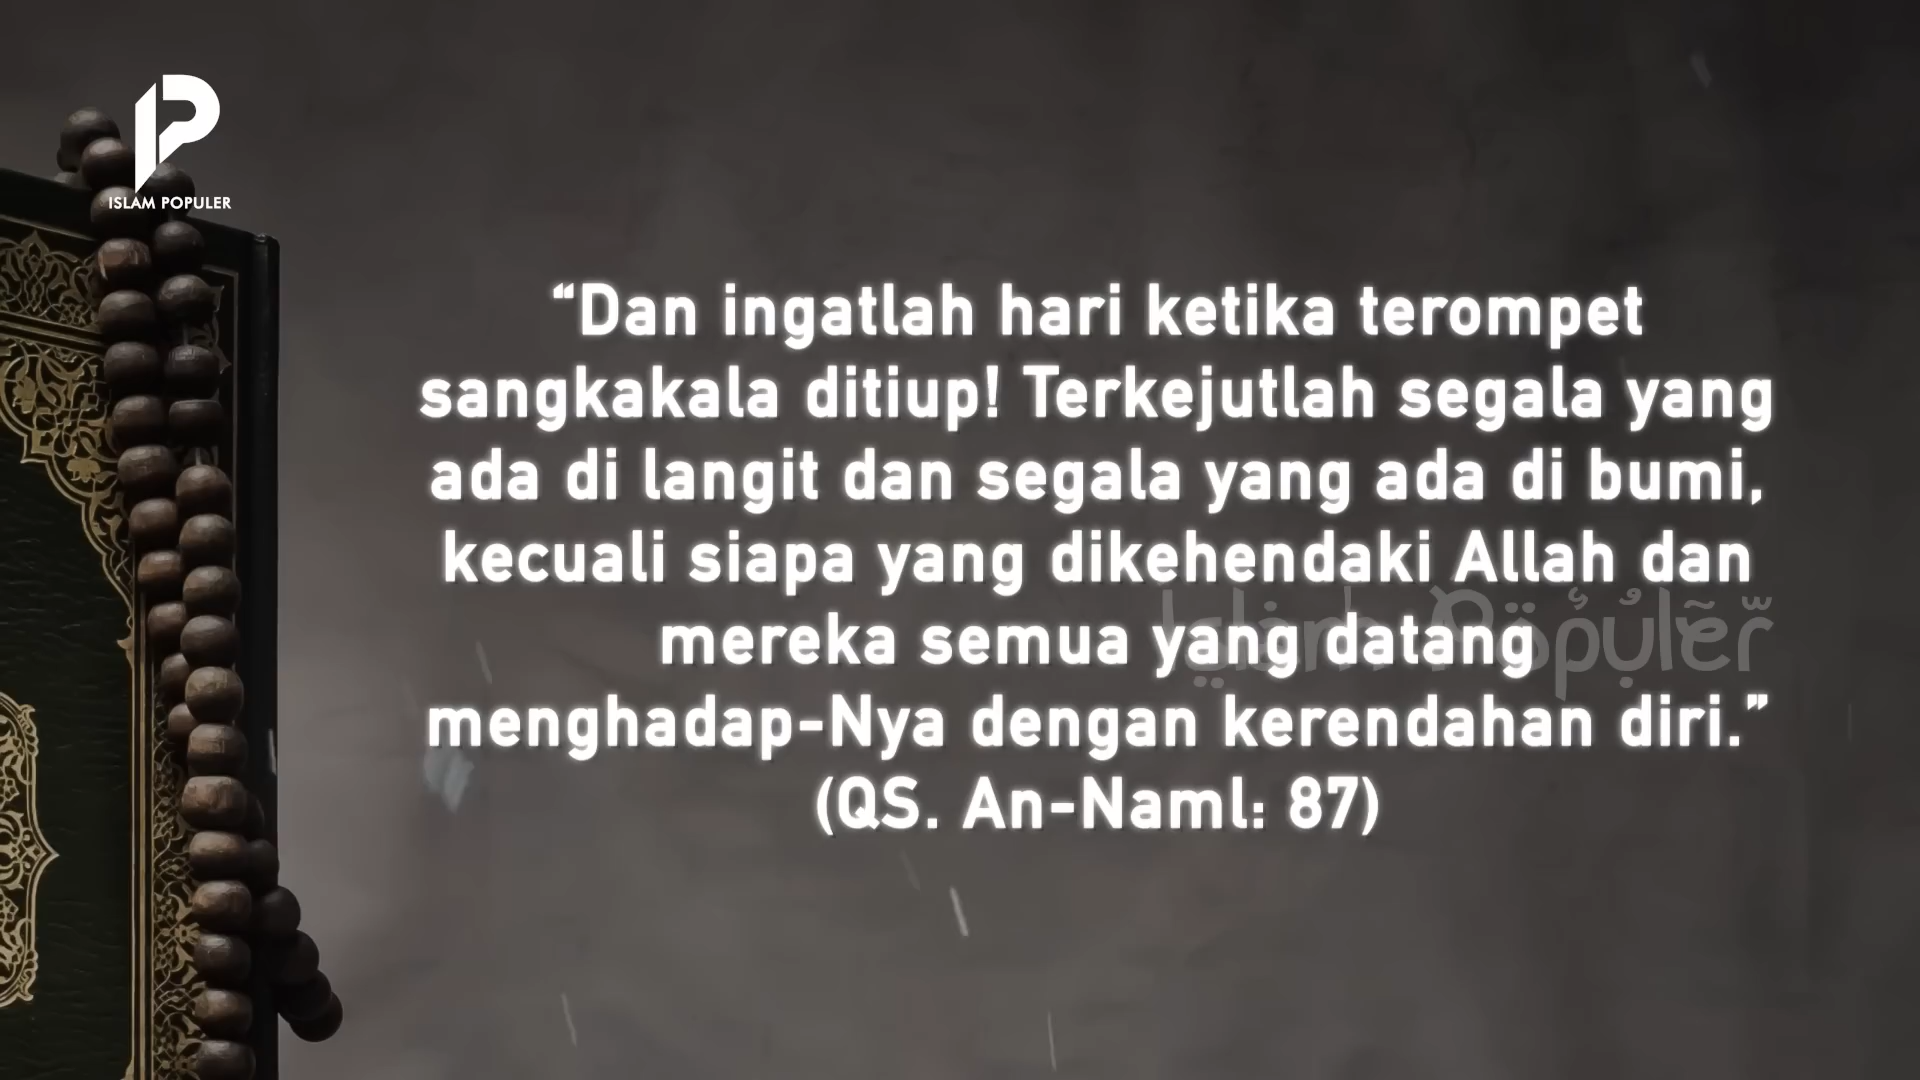 ISLAM POPULER
“Dan ingatlah hari ketika terompet
sangkakala ditiup! Terkejutlah segala yang
ada di langit dan segala yang ada di bumi,
kecuali siapa yang dikehendaki Allah dan
mereka semua yang datang
menghadap-Nya dengan kerendahan diri.”
(QS. An-Naml: 87)
Islam Populer